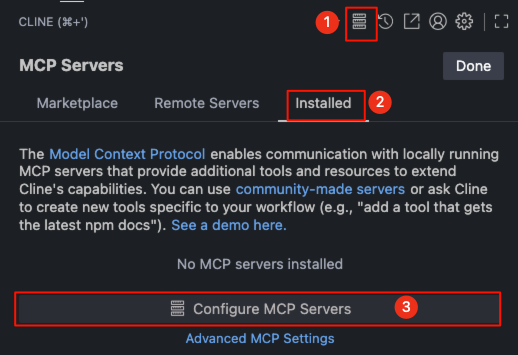 CLINE (⌘+') 1
MCP Servers Done
Marketplace Remote Servers Installed 2
The Model Context Protocol enables communication with locally running
MCP servers that provide additional tools and resources to extend
Cline's capabilities. You can use community-made servers or ask Cline
to create new tools specific to your workflow (e.g., "add a tool that gets
the latest npm docs"). See a demo here.
No MCP servers installed
Configure MCP Servers 3
Advanced MCP Settings